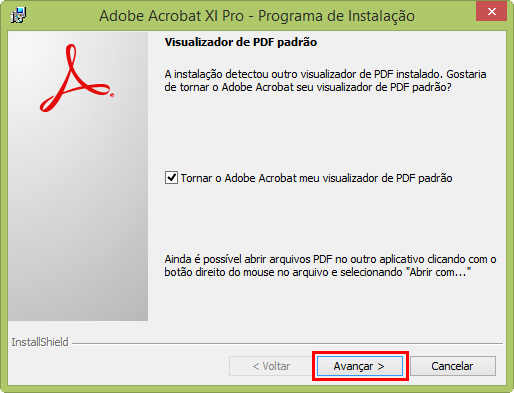 Adobe Acrobat XI Pro - Programa de Instalação
Visualizador de PDF padrão
A instalação detectou outro visualizador de PDF instalado. Gostaria
de tornar o Adobe Acrobat seu visualizador de PDF padrão?
Tornar o Adobe Acrobat meu visualizador de PDF padrão
Ainda é possível abrir arquivos PDF no outro aplicativo clicando com o
botão direito do mouse no arquivo e selecionando "Abrir com..."
InstallShield
< Voltar
Avançar >
Cancelar